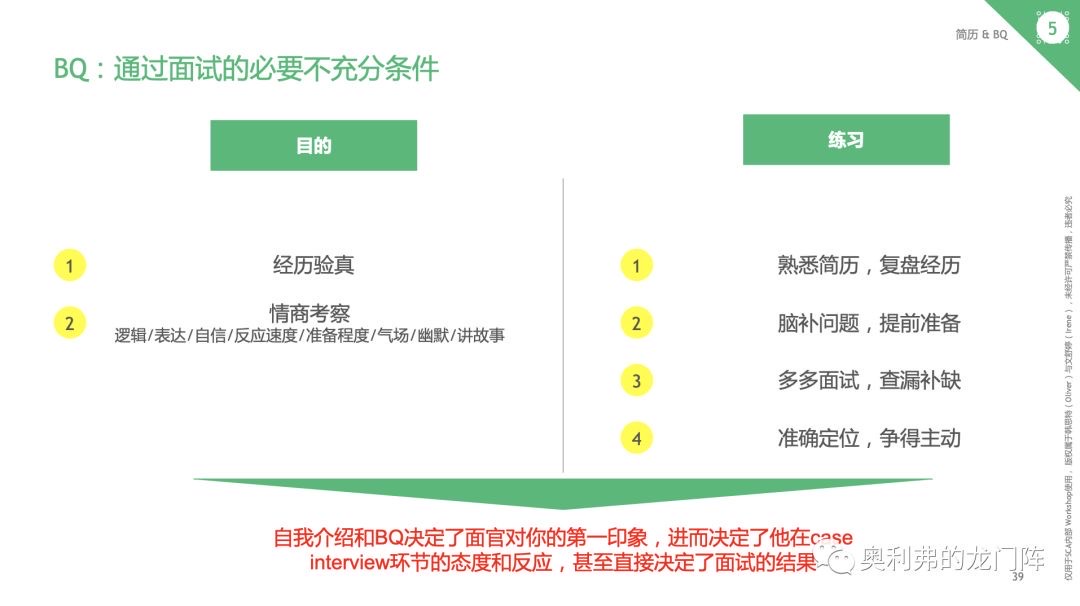 简历 & BQ
5
BQ：通过面试的必要不充分条件
目的
1
经历验真
2
情商考察
逻辑/表达/自信/反应速度/准备程度/气场/幽默/讲故事
练习
1
熟悉简历，复盘经历
2
脑补问题，提前准备
3
多多面试，查漏补缺
4
准确定位，争得主动
自我介绍和BQ决定了面官对你的第一印象，进而决定了他在case
interview环节的态度和反应，甚至直接决定了面试的结果
奥利弗的龙门阵
39
仅用于SCA内部 Workshop使用，版权属于韩思特（Oliver）与文舒婷（Irene），未经许可严禁传播，违者必究